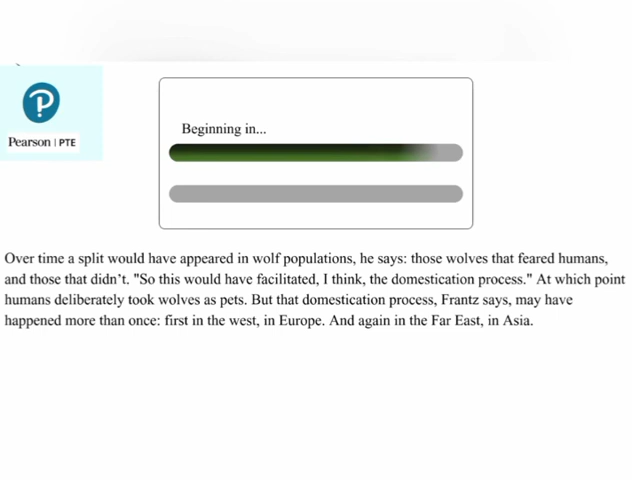 Pearson | PTE
Beginning in...
Over time a split would have appeared in wolf populations, he says: those wolves that feared humans,
and those that didn't. "So this would have facilitated, I think, the domestication process." At which point
humans deliberately took wolves as pets. But that domestication process, Frantz says, may have
happened more than once: first in the west, in Europe. And again in the Far East, in Asia.